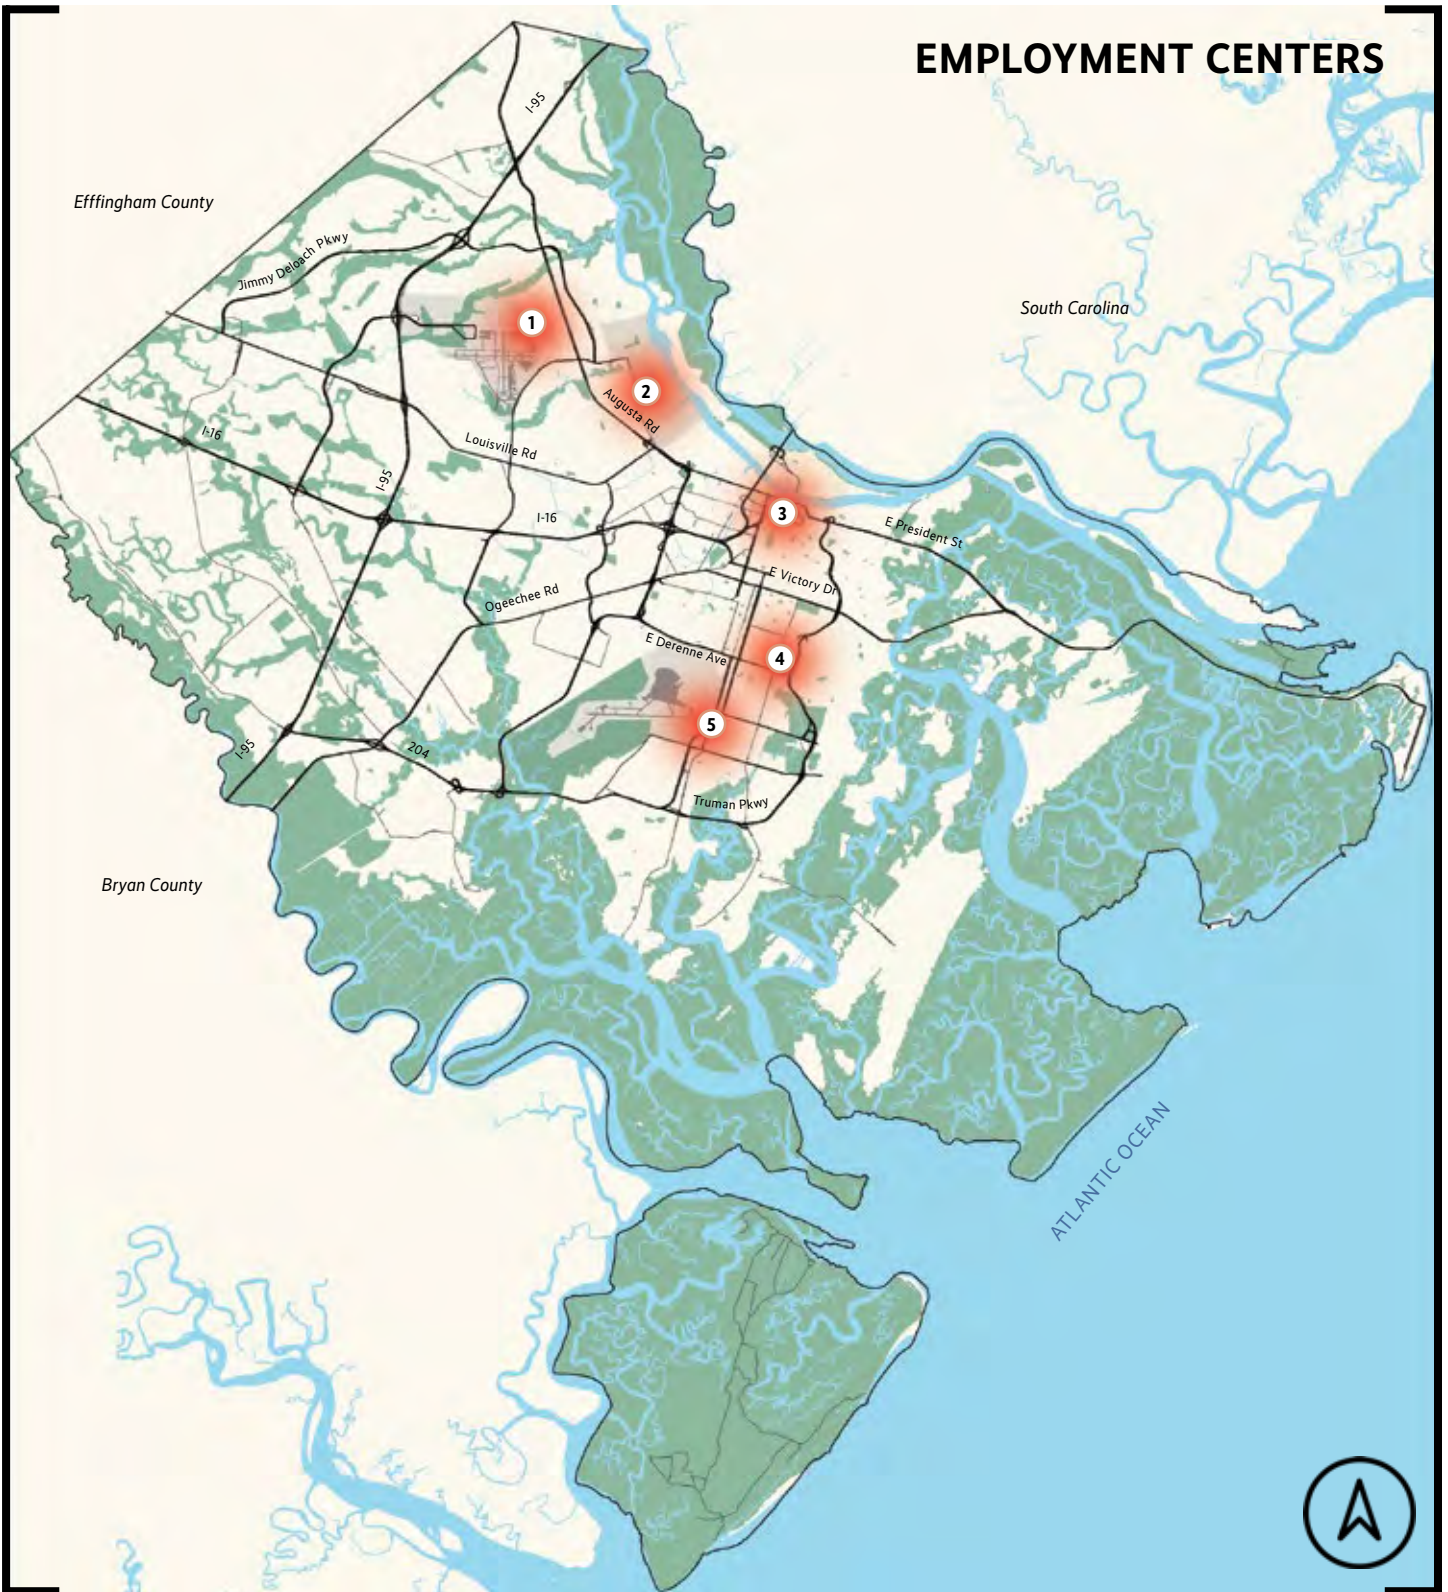 EMPLOYMENT CENTERS
I-95
Efffingham County
Jimmy Deloach Pkwy
South Carolina
1
2
Augusta Rd
I-16
Louisville Rd
I-95
3
I-16
E President St
E Victory Dr
Ogeechee Rd
E Derenne Ave
4
5
I-95
204
Truman Pkwy
Bryan County
ATLANTIC OCEAN